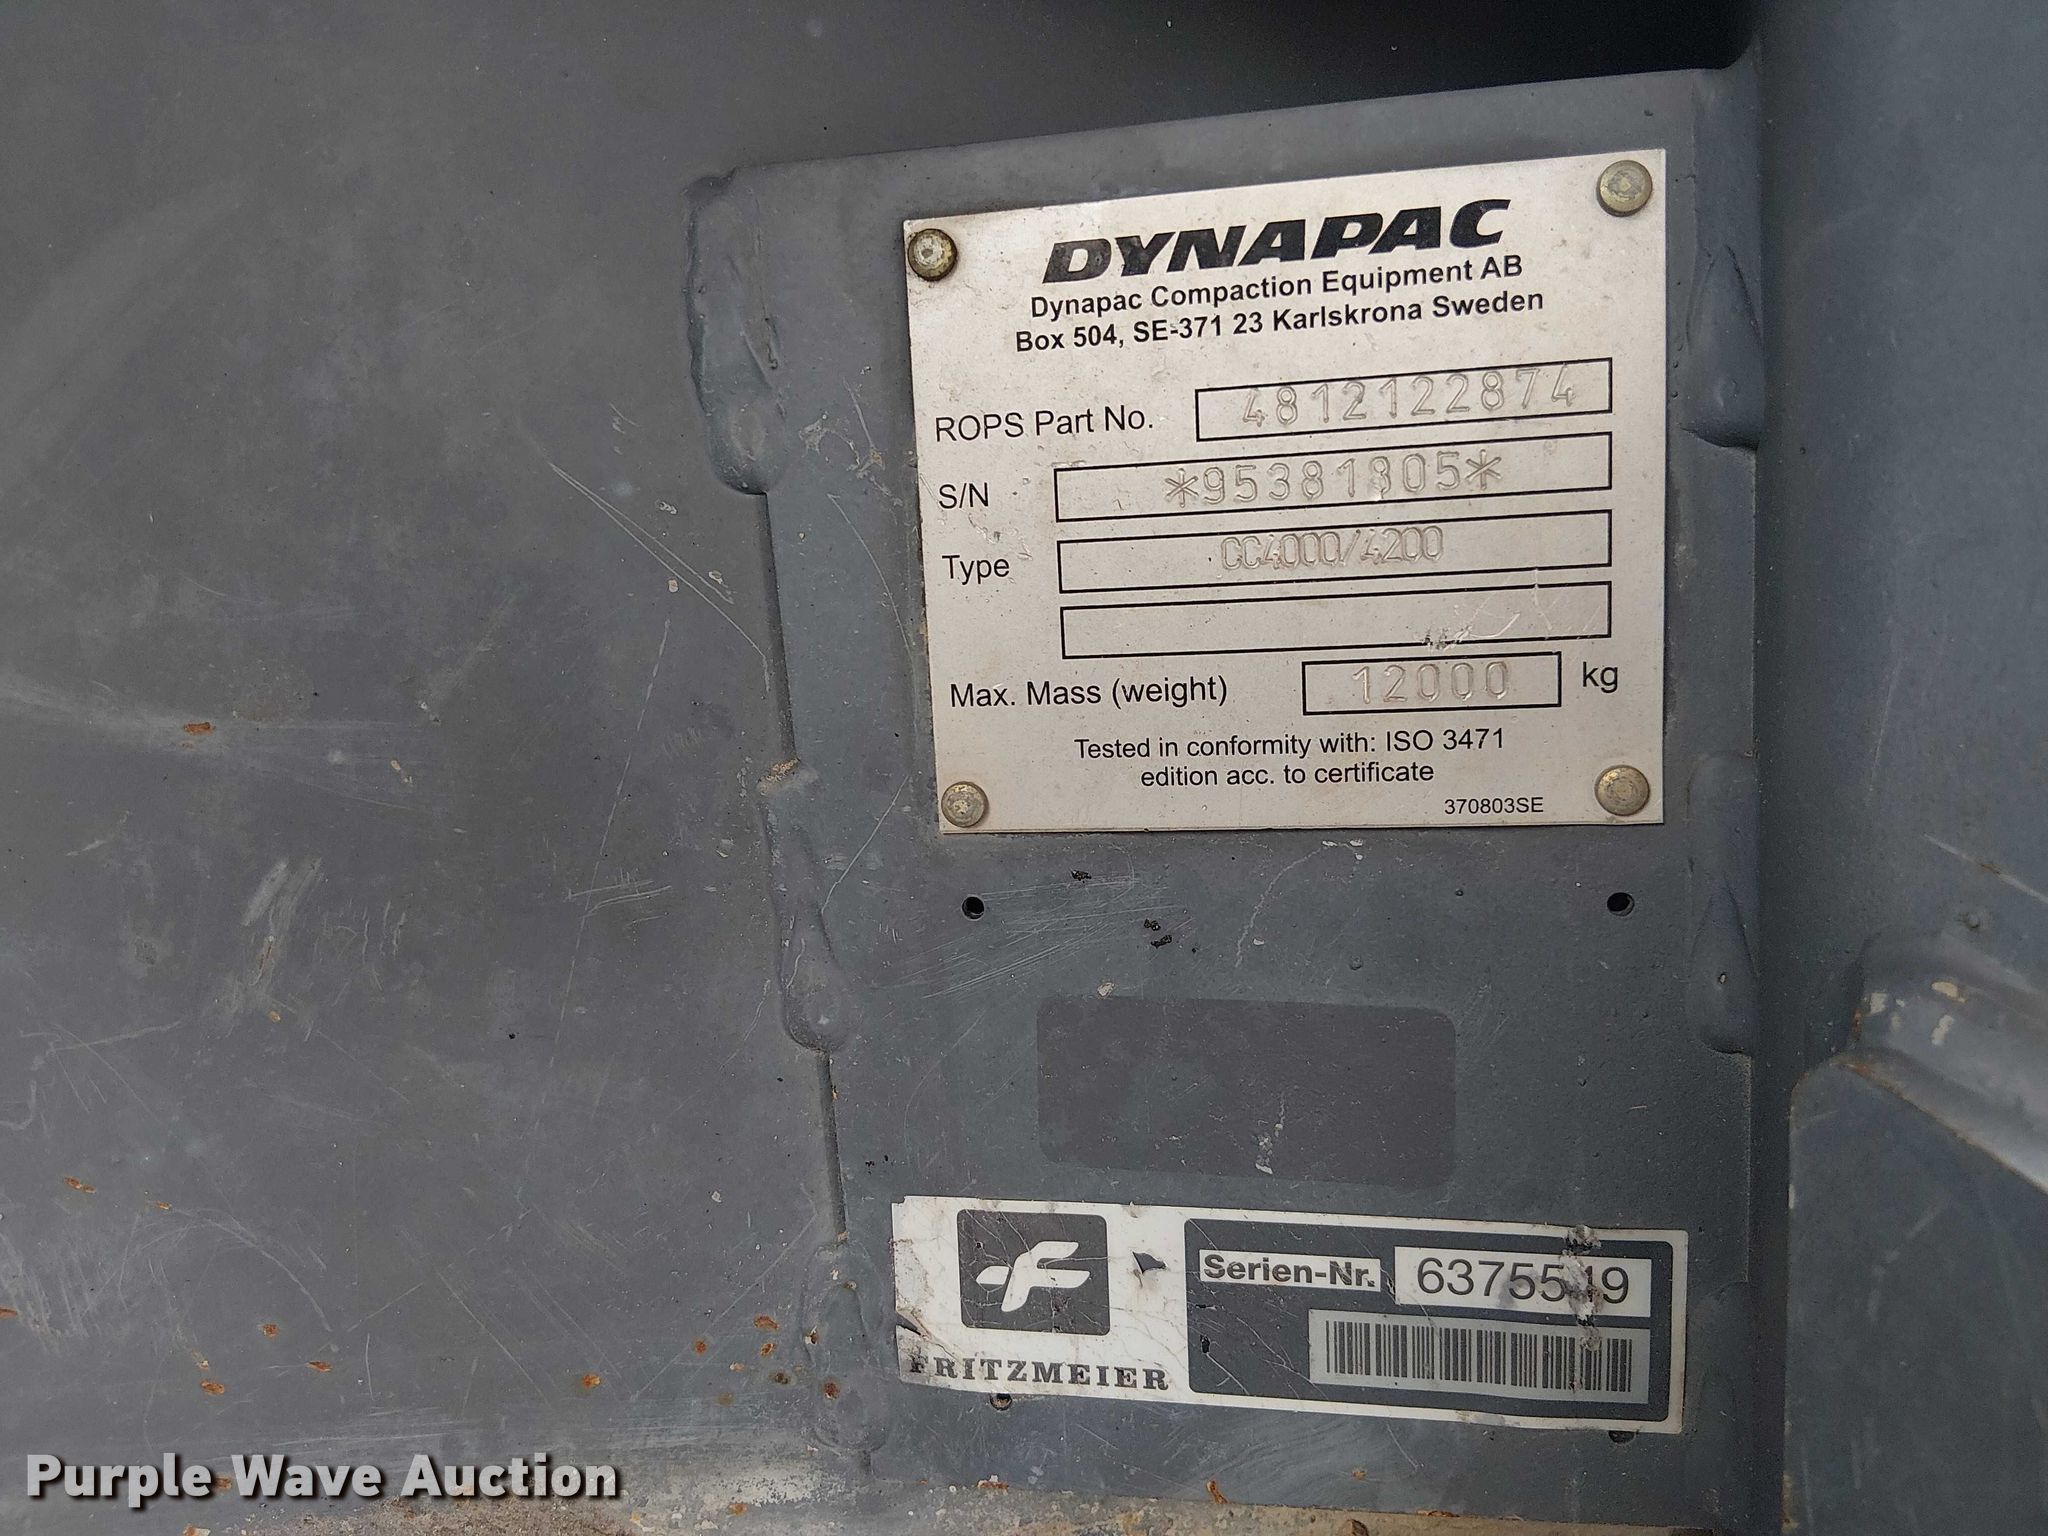 DYNAPAC
Dynapac Compaction Equipment AB
Box 504, SE-371 23 Karlskrona Sweden
ROPS Part No. 4812122874
S/N *95381305*
Type CC4000/4200
Max. Mass (weight) 12000 kg
Tested in conformity with: ISO 3471
edition acc. to certificate
370803SE
Serien-Nr.
FRITZMEIER
Purple Wave Auction